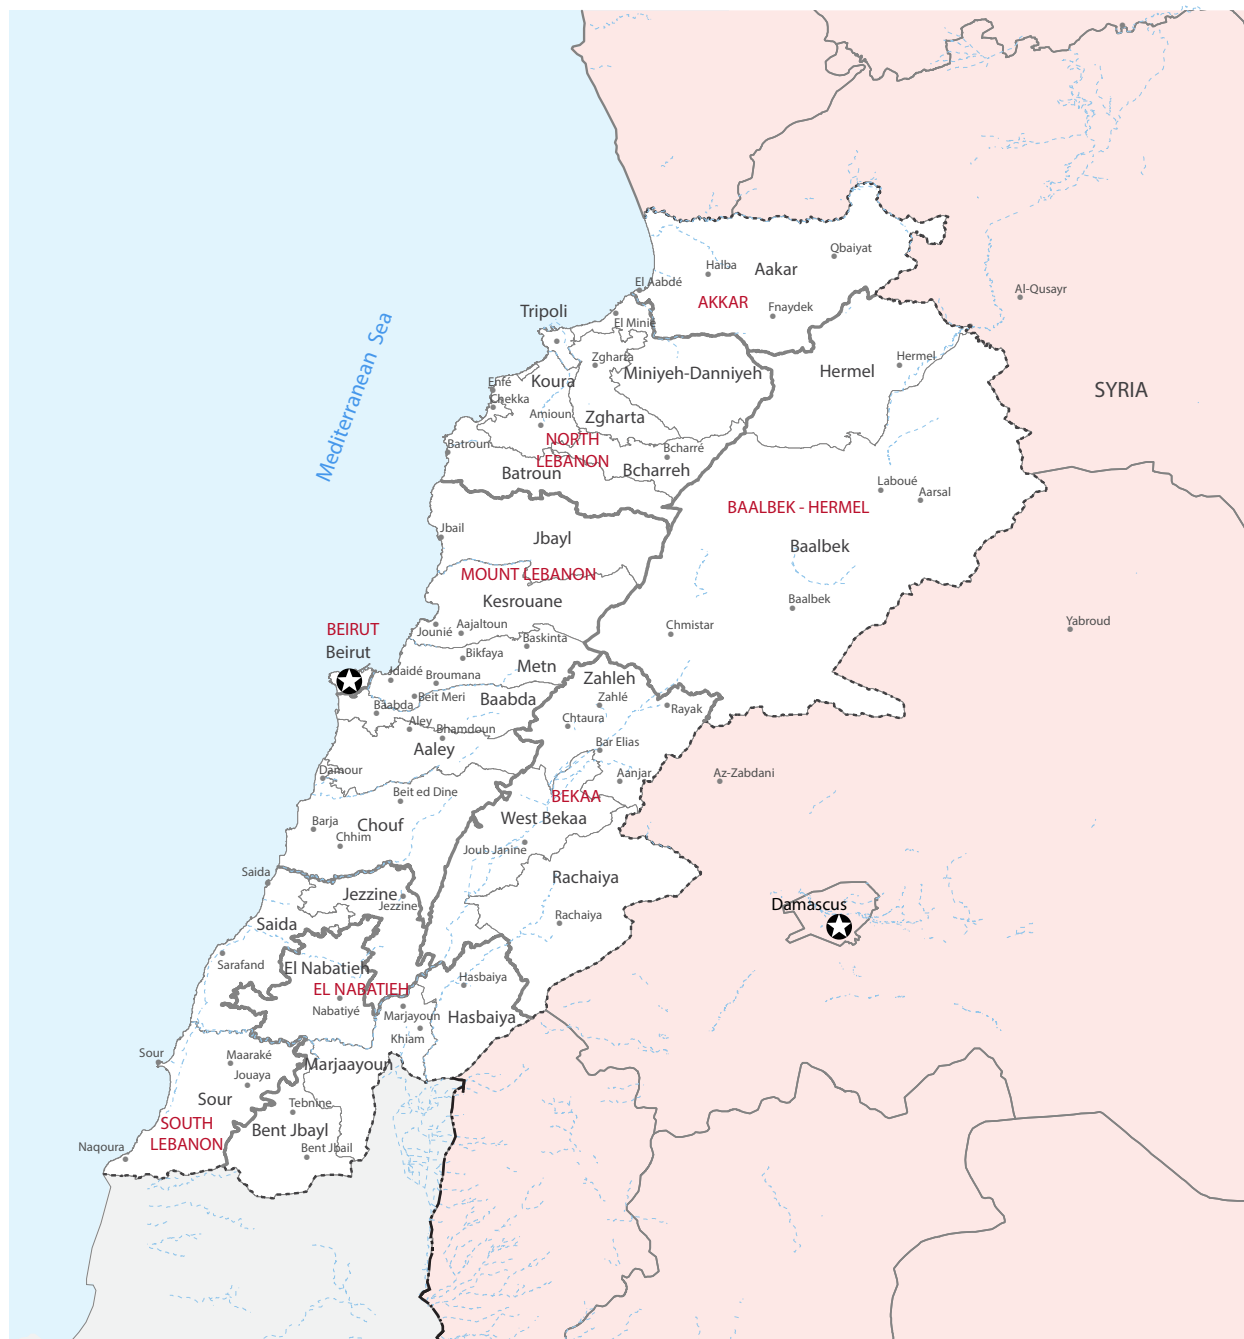 Qbaiyat
Halba
Aakar
El Aabdé
Al-Qusayr
AKKAR
Fnaydek
Tripoli
El Minié
Mediterranean Sea
Zgharta
Hermel
Miniyeh-Danniyeh
Hermel
Koura
Enfé
SYRIA
Chekka
Amioun
Zgharta
NORTH
LEBANON
Batroun
Bcharré
Batroun
Bcharreh
Laboué
Aarsal
BAALBEK - HERMEL
Jbail
Jbayl
Baalbek
MOUNT LEBANON
Kesrouane
Baalbek
BEIRUT
Beirut
Jounié
Aajaltoun
Chmistar
Yabroud
Baskinta
Bikfaya
Metn
Jdaidé
Broumana
Zahleh
Beit Meri
Baabda
Zahlé
Baabda
Rayak
Aley
Chtaura
Bhamdoun
Aaley
Bar Elias
Damour
Aanjar
Az-Zabdani
Beit ed Dine
BEKAA
Barja
Chouf
West Bekaa
Chhim
Joub Janine
Saida
Rachaiya
Jezzine
Jezzine
Damascus
Saida
Rachaiya
Sarafand
El Nabatieh
Hasbaiya
EL NABATIEH
Nabatiyé
Marjayoun
Hasbaiya
Khiam
Sour
Maaraké
Marjaayoun
Jouaya
Sour
Tebnine
SOUTH
LEBANON
Bent Jbayl
Naqoura
Bent Jbail